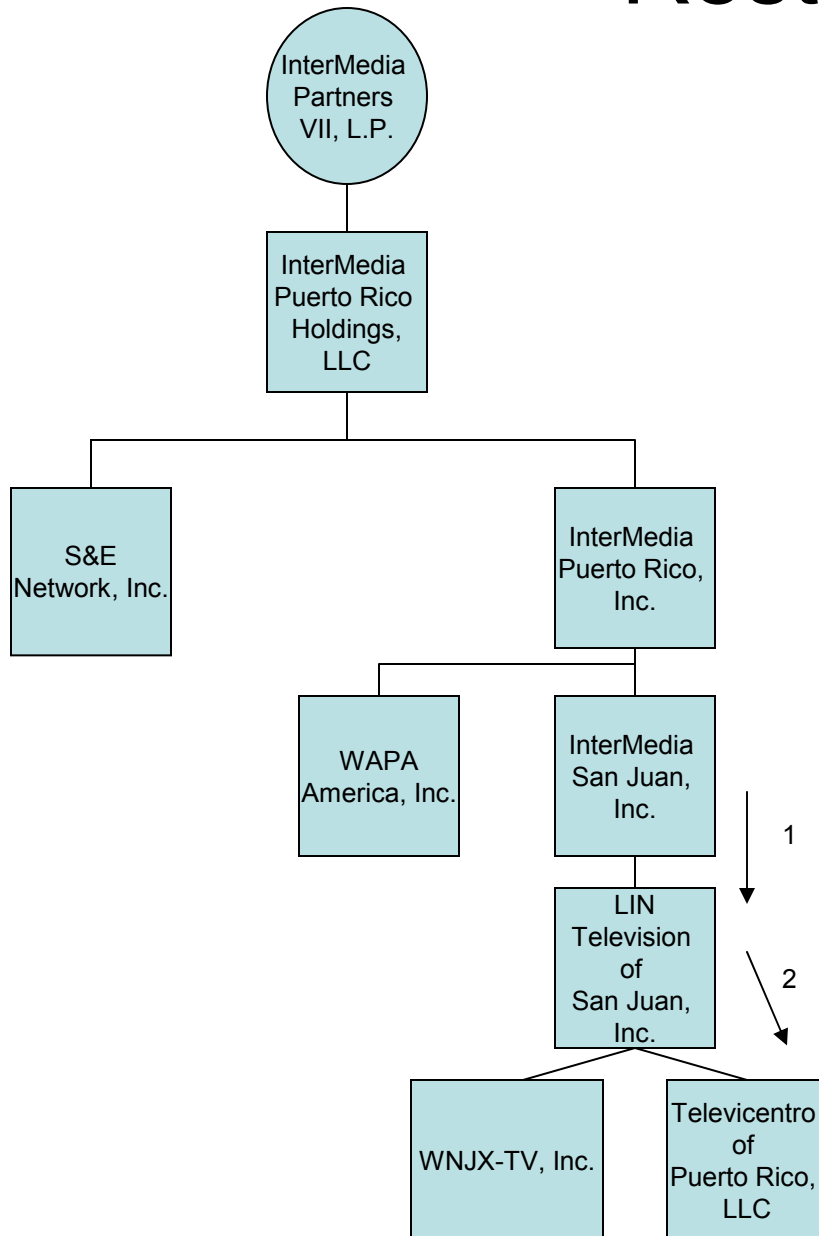 InterMedia
Partners
VII, L.P.
InterMedia
Puerto Rico
Holdings,
LLC
S&E
Network, Inc.
InterMedia
Puerto Rico,
Inc.
WAPA
America, Inc.
InterMedia
San Juan,
Inc.
1
LIN
Television
of
San Juan,
Inc.
2
WNJX-TV, Inc.
Televicentro
of
Puerto Rico,
LLC